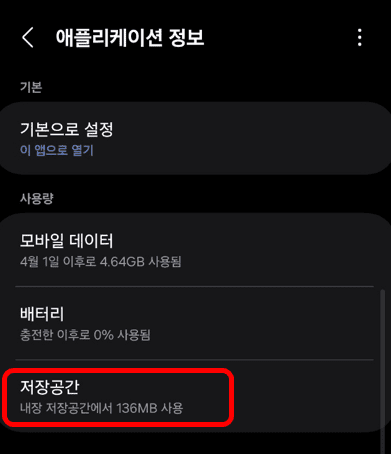 애플리케이션 정보
기본
기본으로 설정
이 앱으로 열기
사용량
모바일 데이터
4월 1일 이후로 4.64GB 사용됨
배터리
충전한 이후로 0% 사용됨
저장공간
내장 저장공간에서 136MB 사용